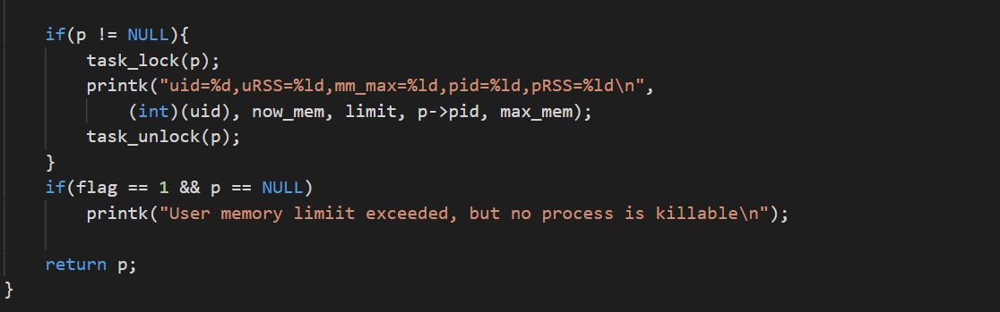 if(p != NULL){
task_lock(p);
printk("uid=%d,uRSS=%ld,mm_max=%ld,pid=%ld,pRSS=%ld\n",
(int)(uid), now_mem, limit, p->pid, max_mem);
task_unlock(p);
}
if(flag == 1 && p == NULL)
printk("User memory limiit exceeded, but no process is killable\n");
return p;
}